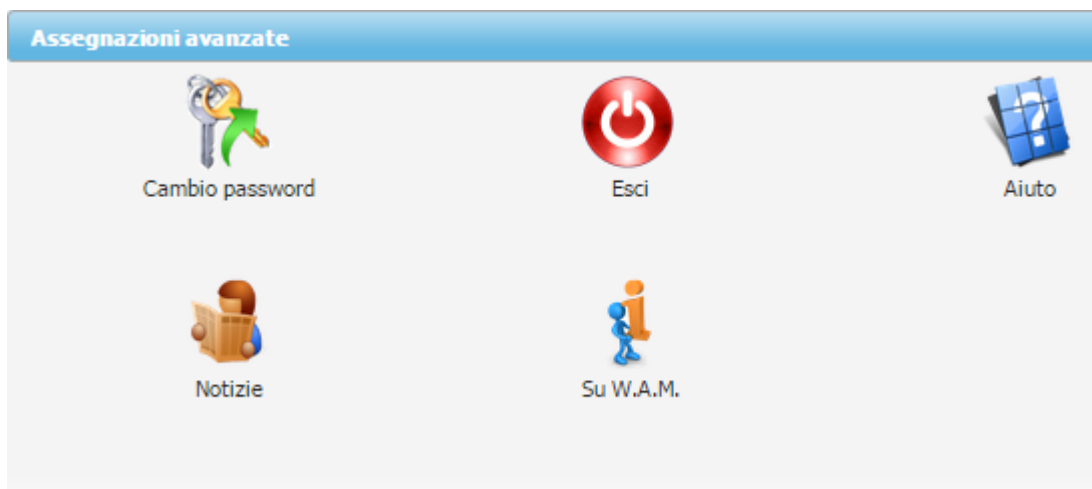 Assegnazioni avanzate
Cambio password
Esci
Aiuto
Notizie
Su W.A.M.